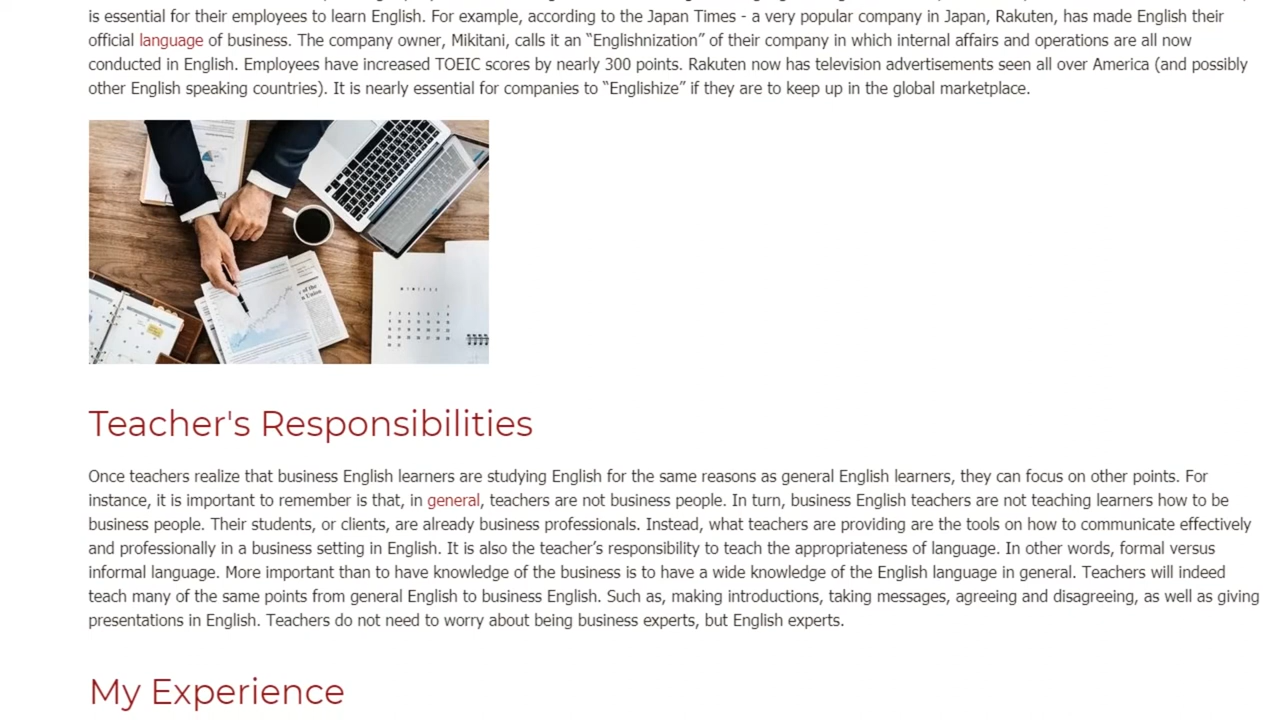 is essential for their employees to learn English. For example, according to the Japan Times - a very popular company in Japan, Rakuten, has made English their
official language of business. The company owner, Mikitani, calls it an “Englishnization” of their company in which internal affairs and operations are all now
conducted in English. Employees have increased TOEIC scores by nearly 300 points. Rakuten now has television advertisements seen all over America (and possibly
other English speaking countries). It is nearly essential for companies to “Englishize” if they are to keep up in the global marketplace.
Teacher's Responsibilities
Once teachers realize that business English learners are studying English for the same reasons as general English learners, they can focus on other points. For
instance, it is important to remember is that, in general, teachers are not business people. In turn, business English teachers are not teaching learners how to be
business people. Their students, or clients, are already business professionals. Instead, what teachers are providing are the tools on how to communicate effectively
and professionally in a business setting in English. It is also the teacher’s responsibility to teach the appropriateness of language. In other words, formal versus
informal language. More important than to have knowledge of the business is to have a wide knowledge of the English language in general. Teachers will indeed
teach many of the same points from general English to business English. Such as, making introductions, taking messages, agreeing and disagreeing, as well as giving
presentations in English. Teachers do not need to worry about being business experts, but English experts.
My Experience